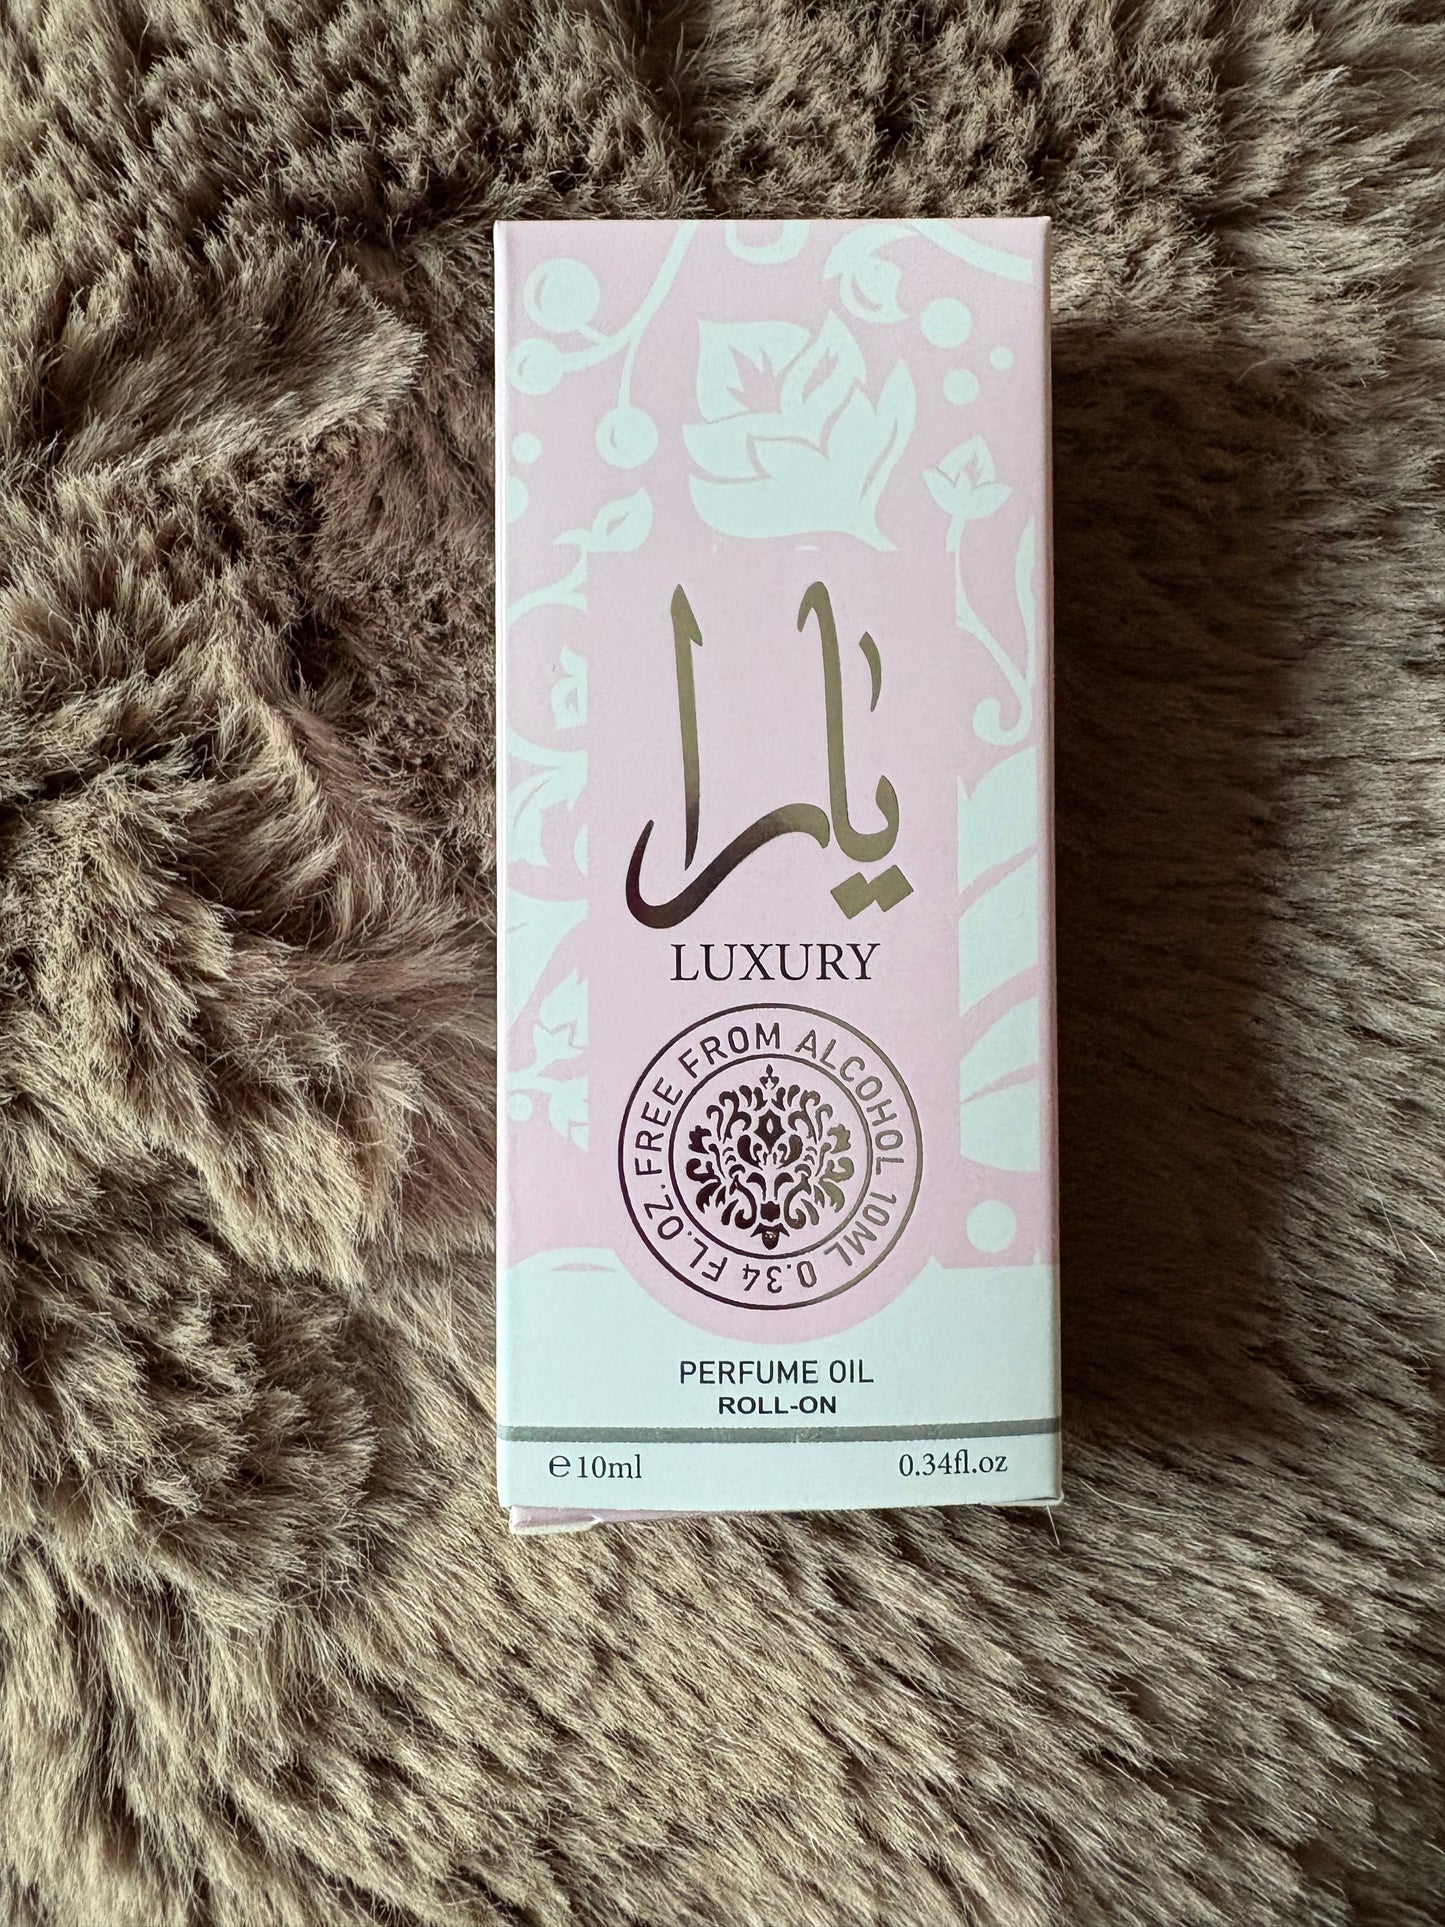 يارا
LUXURY
FREE FROM ALCOHOL 10ML 0.34 FL.OZ.
PERFUME OIL
ROLL-ON
℮10ml 0.34fl.oz